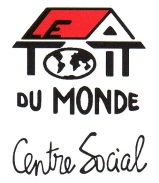 LE
TOIT
DU MONDE
Centre Social